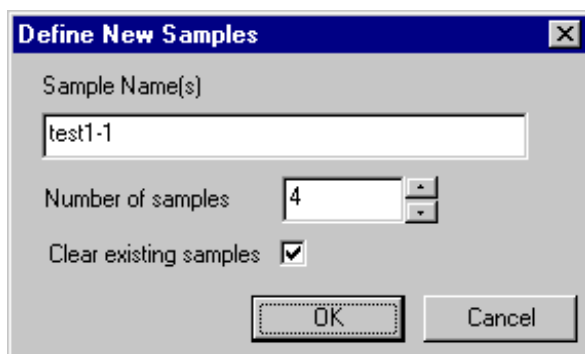 Define New Samples
Sample Name(s)
test1-1
Number of samples 4
Clear existing samples
OK Cancel